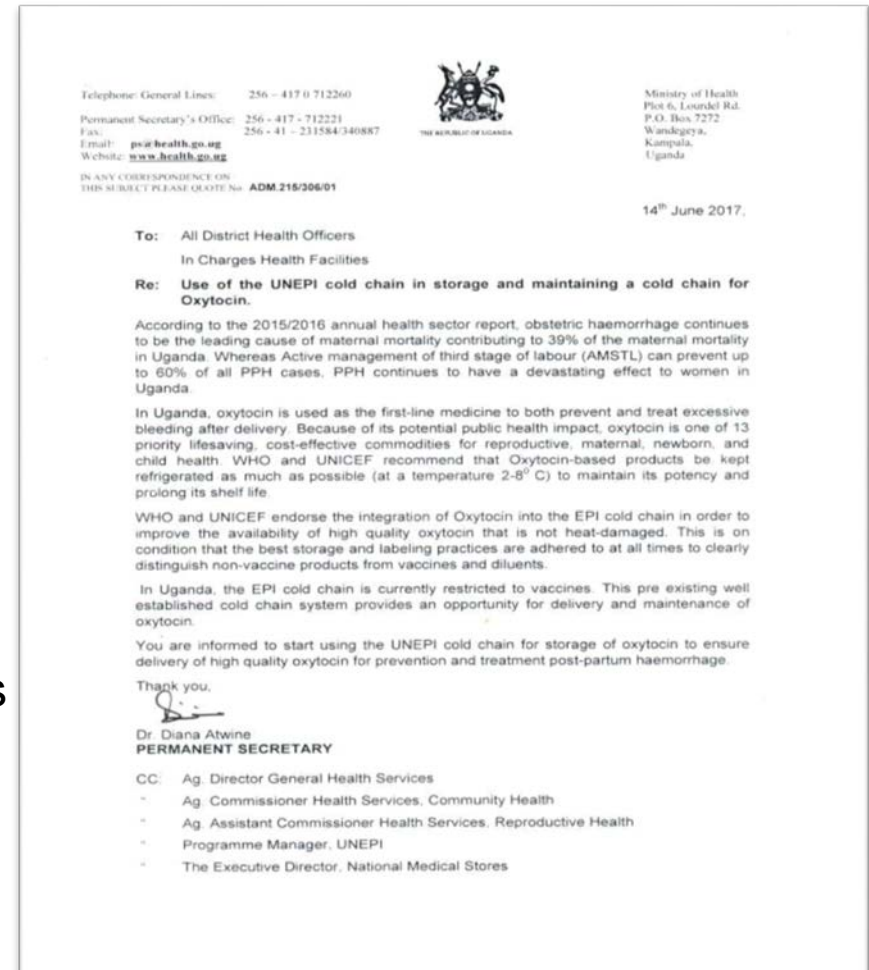 Telephone: General Lines: 256 – 417 0 712260
Permanent Secretary's Office: 256 - 417 - 712221
Fax: 256 - 41 – 231584/340887
Email: ps@health.go.ug
Website: www.health.go.ug
IN ANY CORRESPONDENCE ON
THIS SUBJECT PLEASE QUOTE No. ADM.215/306/01
THE REPUBLIC OF UGANDA
Ministry of Health
Plot 6, Lourdel Rd.
P.O. Box 7272
Wandegeya,
Kampala,
Uganda
14th June 2017,
To: All District Health Officers
In Charges Health Facilities
Re: Use of the UNEPI cold chain in storage and maintaining a cold chain for
Oxytocin.
According to the 2015/2016 annual health sector report, obstetric haemorrhage continues
to be the leading cause of maternal mortality contributing to 39% of the maternal mortality
in Uganda. Whereas Active management of third stage of labour (AMSTL) can prevent up
to 60% of all PPH cases, PPH continues to have a devastating effect to women in
Uganda.
In Uganda, oxytocin is used as the first-line medicine to both prevent and treat excessive
bleeding after delivery. Because of its potential public health impact, oxytocin is one of 13
priority lifesaving, cost-effective commodities for reproductive, maternal, newborn, and
child health. WHO and UNICEF recommend that Oxytocin-based products be kept
refrigerated as much as possible (at a temperature 2-8° C) to maintain its potency and
prolong its shelf life.
WHO and UNICEF endorse the integration of Oxytocin into the EPI cold chain in order to
improve the availability of high quality oxytocin that is not heat-damaged. This is on
condition that the best storage and labeling practices are adhered to at all times to clearly
distinguish non-vaccine products from vaccines and diluents.
In Uganda, the EPI cold chain is currently restricted to vaccines. This pre existing well
established cold chain system provides an opportunity for delivery and maintenance of
oxytocin.
You are informed to start using the UNEPI cold chain for storage of oxytocin to ensure
delivery of high quality oxytocin for prevention and treatment post-partum haemorrhage.
s
Thank you,
Dr. Diana Atwine
PERMANENT SECRETARY
CC: Ag. Director General Health Services
" Ag. Commissioner Health Services, Community Health
" Ag. Assistant Commissioner Health Services, Reproductive Health
" Programme Manager, UNEPI
" The Executive Director, National Medical Stores